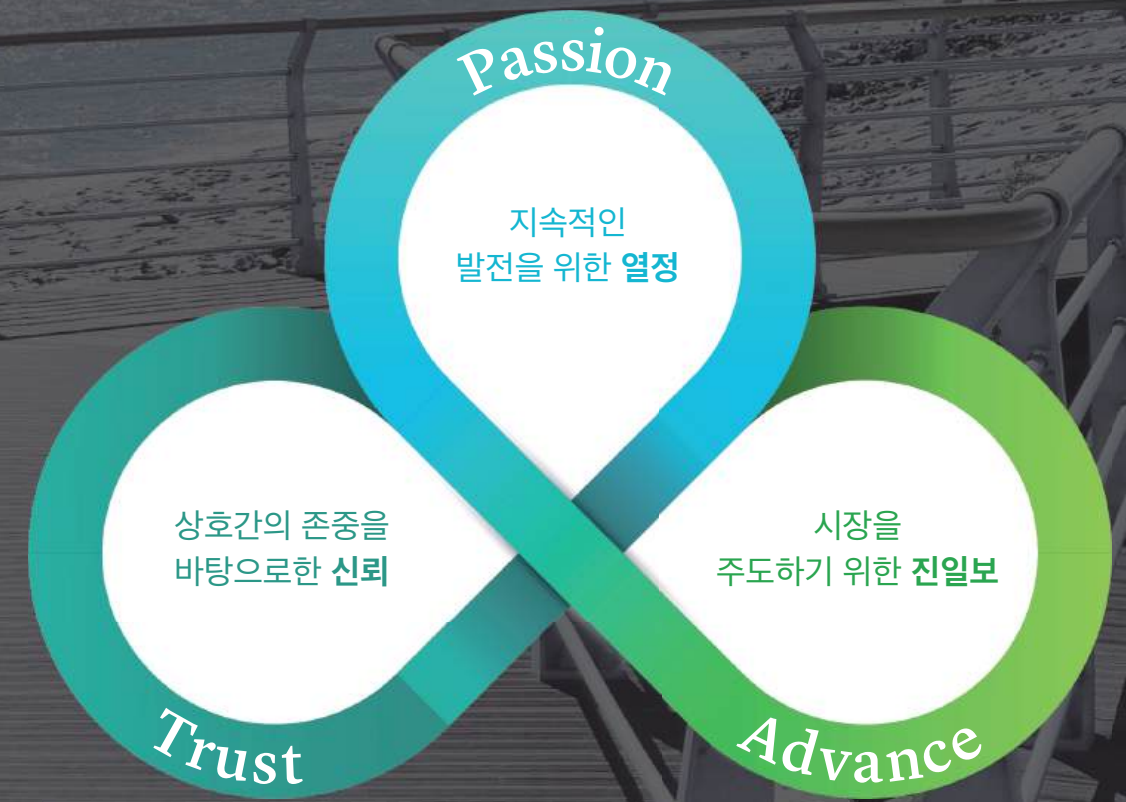 Passion
지속적인
발전을 위한 열정
상호간의 존중을
바탕으로한 신뢰
Trust
시장을
주도하기 위한 진일보
Advance